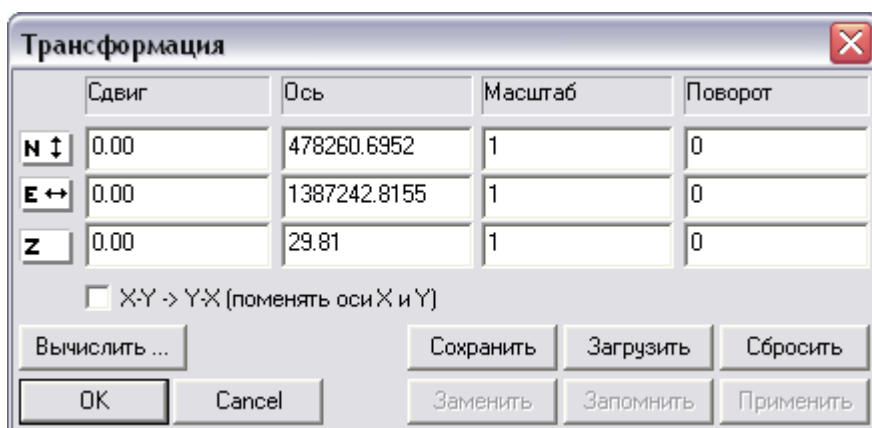 Трансформация
Сдвиг Ось Масштаб Поворот
N 0.00 478260.6952 1 0
E 0.00 1387242.8155 1 0
Z 0.00 29.81 1 0
X-Y -> Y-X (поменять оси X и Y)
Вычислить ... Сохранить Загрузить Сбросить
OK Cancel Заменить Запомнить Применить